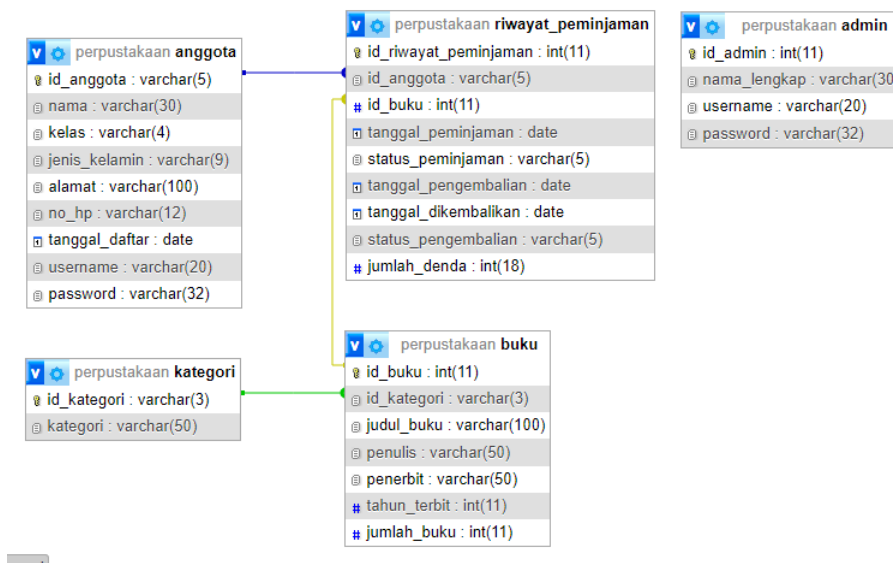 perpustakaan anggota
id_anggota : varchar(5)
nama : varchar(30)
kelas : varchar(4)
jenis_kelamin : varchar(9)
alamat : varchar(100)
no_hp : varchar(12)
tanggal_daftar : date
username : varchar(20)
password : varchar(32)
v perpustakaan riwayat_peminjaman
id_riwayat_peminjaman : int(11)
id_anggota : varchar(5)
# id_buku : int(11)
tanggal_peminjaman : date
status_peminjaman : varchar(5)
tanggal_pengembalian : date
tanggal_dikembalikan : date
status_pengembalian : varchar(5)
# jumlah_denda : int(18)
v perpustakaan admin
id_admin : int(11)
nama_lengkap : varchar(30
username : varchar(20)
password : varchar(32)
v perpustakaan kategori
id_kategori : varchar(3)
kategori : varchar(50)
v perpustakaan buku
id_buku : int(11)
id_kategori : varchar(3)
judul_buku : varchar(100)
penulis : varchar(50)
penerbit : varchar(50)
# tahun_terbit : int(11)
# jumlah_buku : int(11)